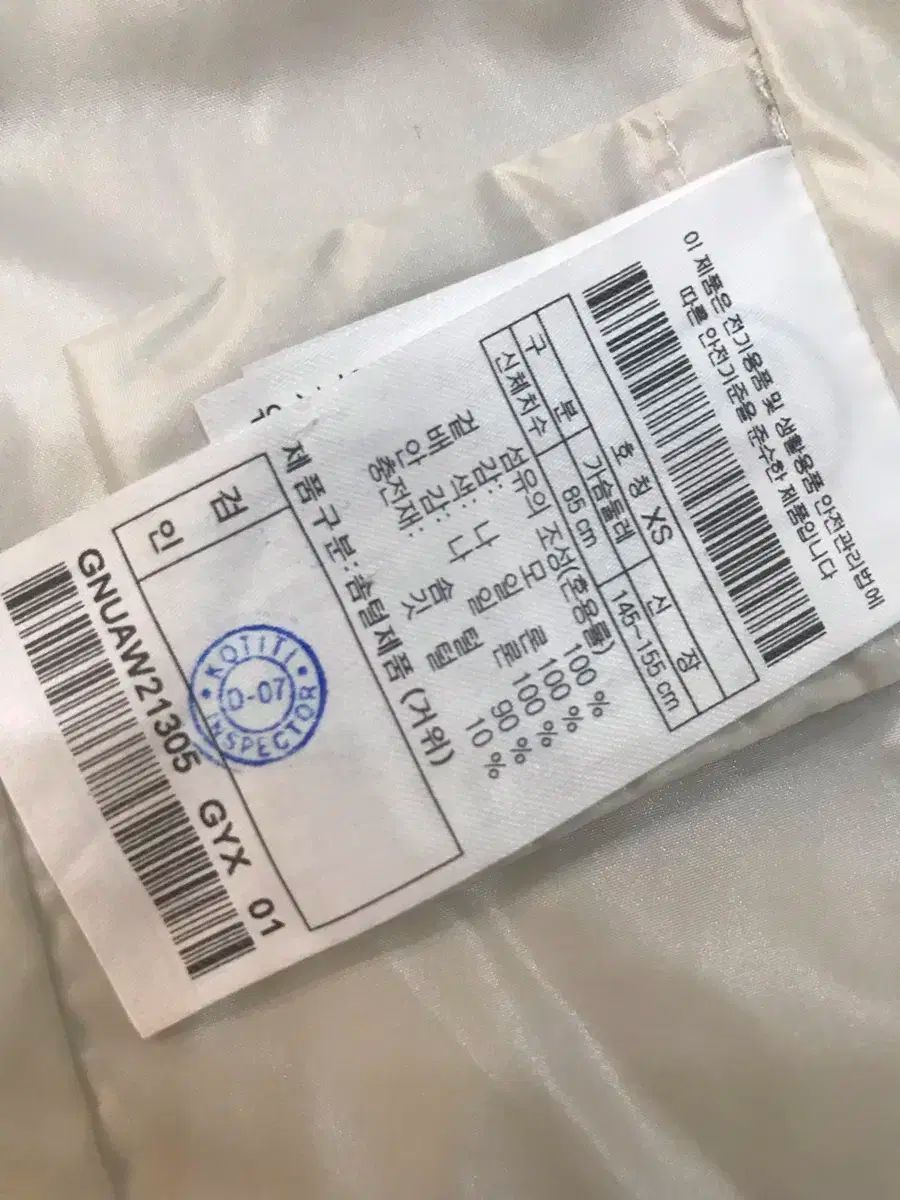 이 제품은 전기용품 및 생활용품 안전관리법에
따른 안전기준을 준수한 제품입니다
호 칭 XS
구 분 가슴둘레 신 장
신체치수 85 cm 145~155 cm
섬유의 조성(혼용률)
겉 감: 모 100 %
배 색: 나 일 론 100 %
안 감: 나 일 론 100 %
충전재: 솜 털 90 %
깃 털 10 %
제품구분: 솜털제품 (거위)
검 인
KOTITI
D-07
INSPECTOR
GNUAW21305 GYX 01